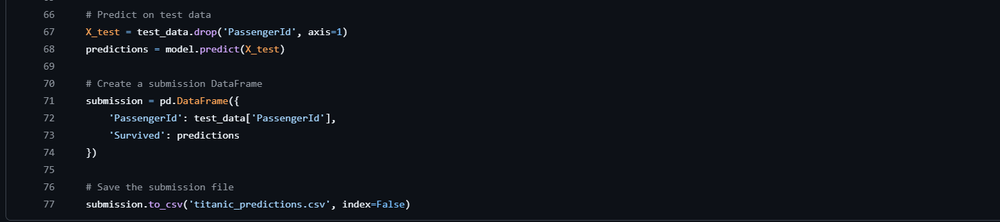 66 # Predict on test data
67 X_test = test_data.drop('PassengerId', axis=1)
68 predictions = model.predict(X_test)
69
70 # Create a submission DataFrame
71 submission = pd.DataFrame({
72     'PassengerId': test_data['PassengerId'],
73     'Survived': predictions
74 })
75
76 # Save the submission file
77 submission.to_csv('titanic_predictions.csv', index=False)